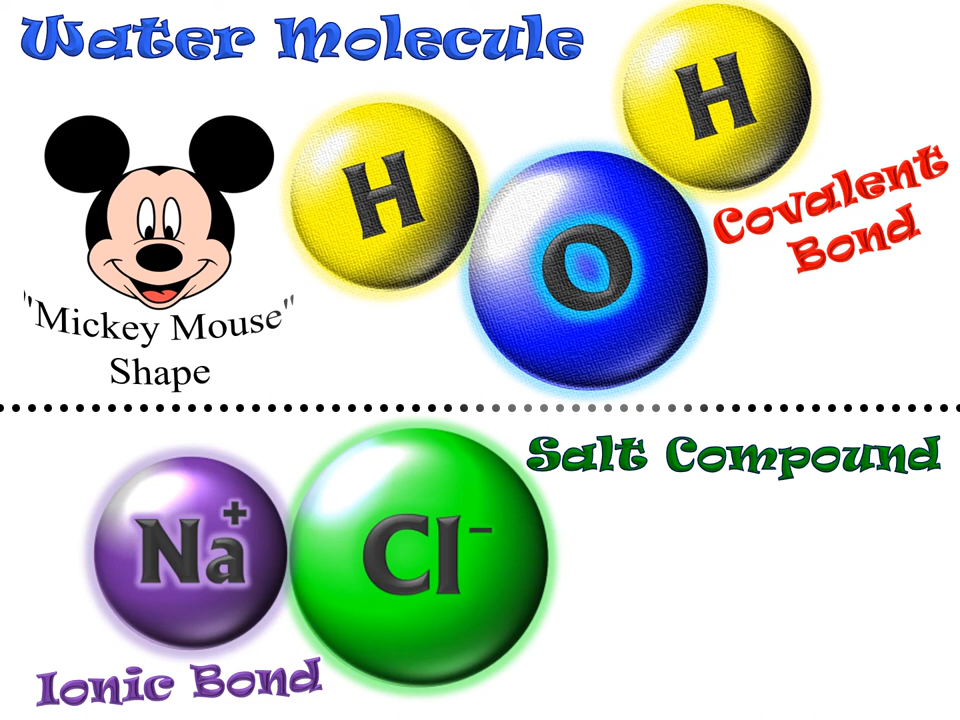 Water Molecule
H
H
O
Covalent
Bond
"Mickey Mouse"
Shape
Salt Compound
Na+
Cl−
Ionic Bond